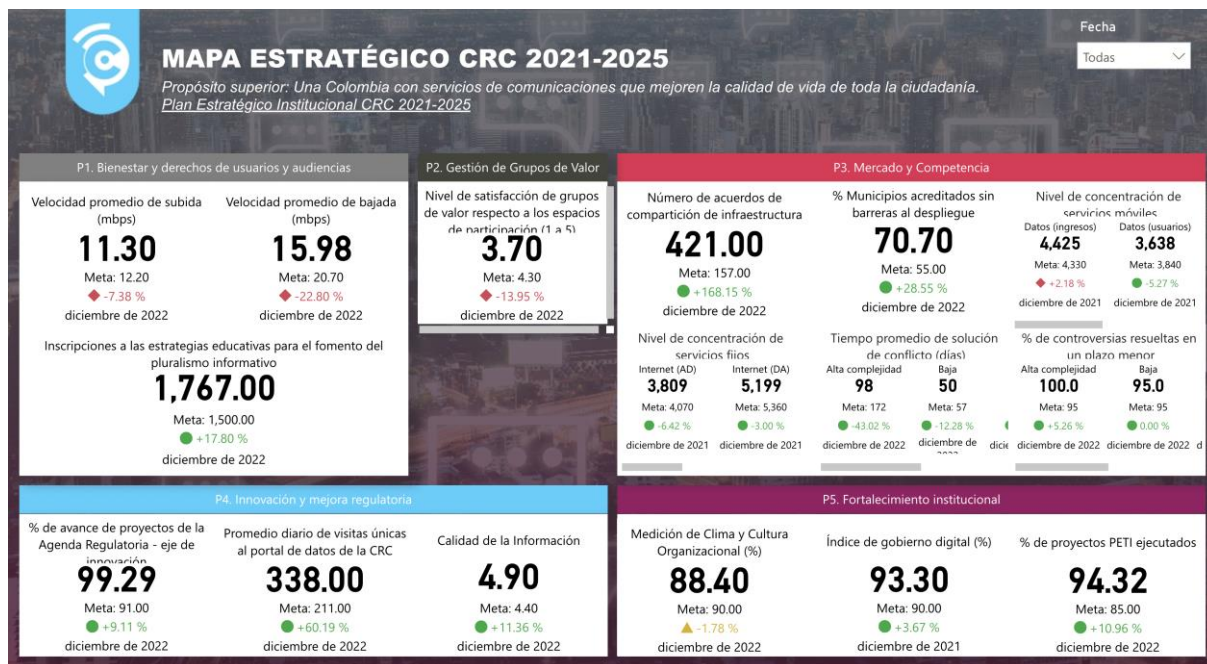 Fecha
Todas
MAPA ESTRATÉGICO CRC 2021-2025
Propósito superior: Una Colombia con servicios de comunicaciones que mejoren la calidad de vida de toda la ciudadanía.
Plan Estratégico Institucional CRC 2021-2025
P1. Bienestar y derechos de usuarios y audiencias
Velocidad promedio de subida
(mbps)
11.30
Meta: 12.20
-7.38 %
diciembre de 2022
Velocidad promedio de bajada
(mbps)
15.98
Meta: 20.70
-22.80 %
diciembre de 2022
Inscripciones a las estrategias educativas para el fomento del
pluralismo informativo
1,767.00
Meta: 1,500.00
+17.80 %
diciembre de 2022
P2. Gestión de Grupos de Valor
Nivel de satisfacción de grupos
de valor respecto a los espacios
de participación (1 a 5)
3.70
Meta: 4.30
-13.95 %
diciembre de 2022
P3. Mercado y Competencia
Número de acuerdos de
compartición de infraestructura
421.00
Meta: 157.00
+168.15 %
diciembre de 2022
% Municipios acreditados sin
barreras al despliegue
70.70
Meta: 55.00
+28.55 %
diciembre de 2022
Nivel de concentración de
servicios móviles
Datos (ingresos)
4,425
Meta: 4,330
+2.18 %
diciembre de 2021
Datos (usuarios)
3,638
Meta: 3,840
-5.27 %
diciembre de 2021
Nivel de concentración de
servicios fijos
Internet (AD)
3,809
Meta: 4,070
-6.42 %
diciembre de 2021
Internet (DA)
5,199
Meta: 5,360
-3.00 %
diciembre de 2021
Tiempo promedio de solución
de conflicto (días)
Alta complejidad
98
Meta: 172
-43.02 %
diciembre de 2022
Baja
50
Meta: 57
-12.28 %
diciembre de
2022
dicie
% de controversias resueltas en
un plazo menor
Alta complejidad
100.0
Meta: 95
+5.26 %
diciembre de 2022
Baja
95.0
Meta: 95
0.00 %
diciembre de 2022
d
P4. Innovación y mejora regulatoria
% de avance de proyectos de la
Agenda Regulatoria - eje de
innovación
99.29
Meta: 91.00
+9.11 %
diciembre de 2022
Promedio diario de visitas únicas
al portal de datos de la CRC
338.00
Meta: 211.00
+60.19 %
diciembre de 2022
Calidad de la Información
4.90
Meta: 4.40
+11.36 %
diciembre de 2022
P5. Fortalecimiento institucional
Medición de Clima y Cultura
Organizacional (%)
88.40
Meta: 90.00
-1.78 %
diciembre de 2022
Índice de gobierno digital (%)
93.30
Meta: 90.00
+3.67 %
diciembre de 2021
% de proyectos PETI ejecutados
94.32
Meta: 85.00
+10.96 %
diciembre de 2022